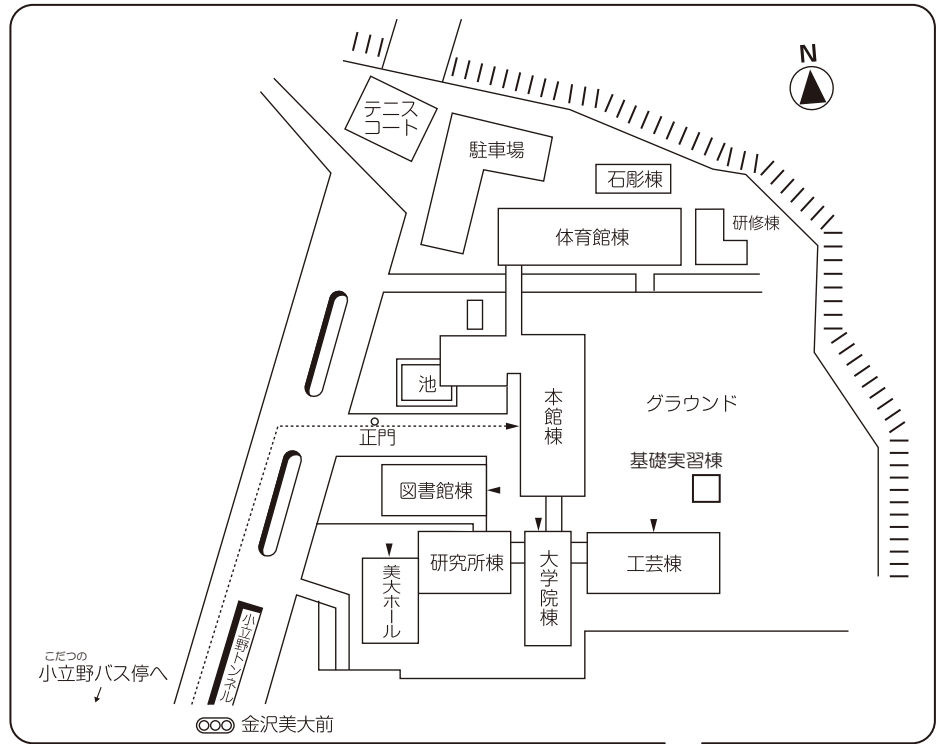 N
テニス
コート
駐車場
石彫棟
研修棟
体育館棟
池
本館棟
グラウンド
正門
基礎実習棟
図書館棟
研究所棟
大学院棟
工芸棟
美大ホール
小立野トンネル
こだつの
小立野バス停へ
金沢美大前